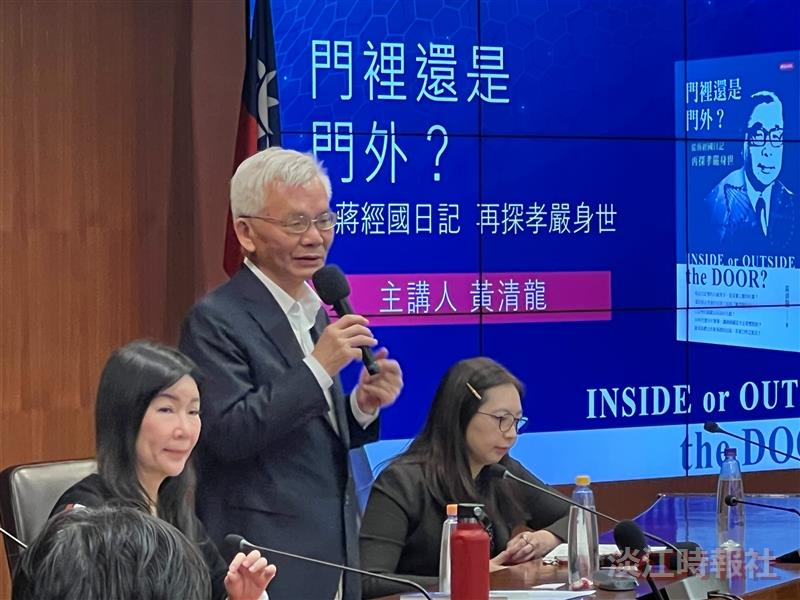 門裡還是
門外？
蔣經國日記 再探孝嚴身世
主講人 黃清龍
門裡還是
門外？
從蔣經國日記
再探孝嚴身世
INSIDE or OUTSIDE
the DOOR?
INSIDE or OUT
the DOO
淡江時報社